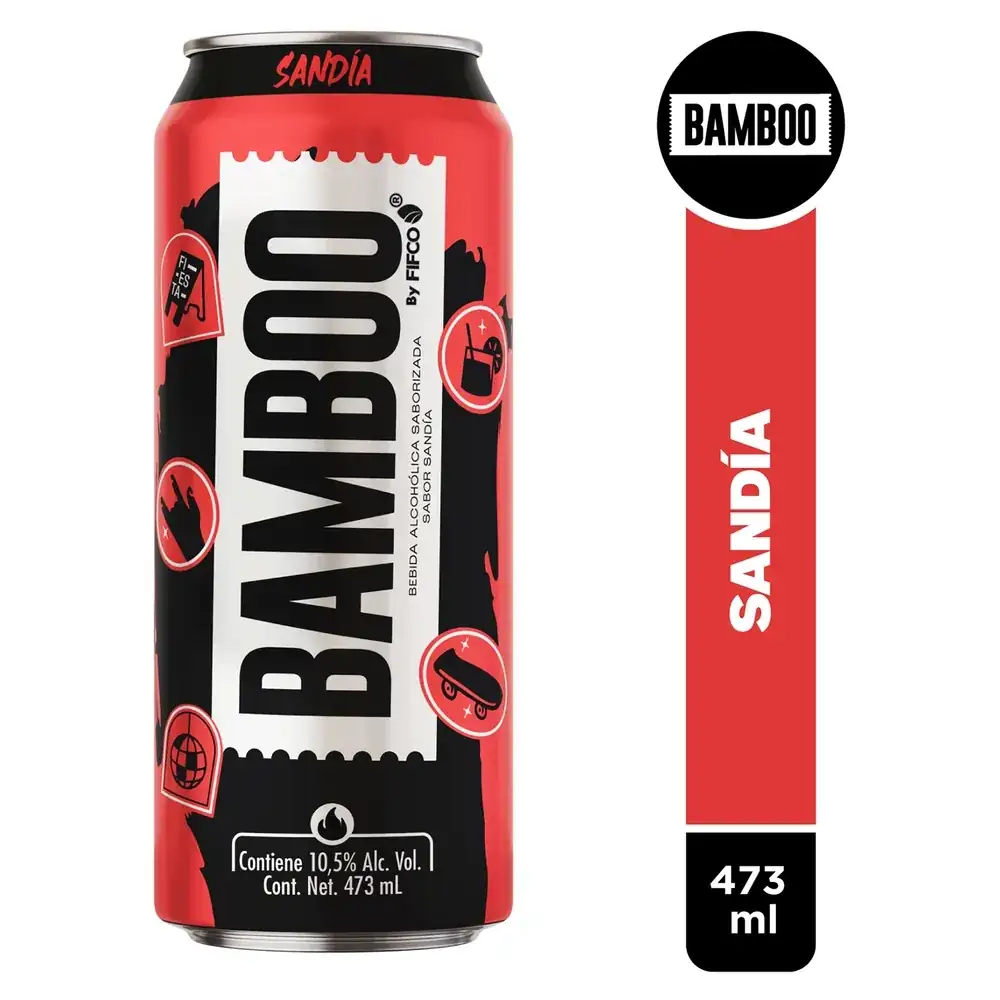 SANDÍA
BAMBOO®
By FIFCO
BEBIDA ALCOHÓLICA SABORIZADA
SABOR SANDÍA
FI-
ES
TA-
Contiene 10,5% Alc. Vol.
Cont. Net. 473 mL
BAMBOO
SANDÍA
473
ml